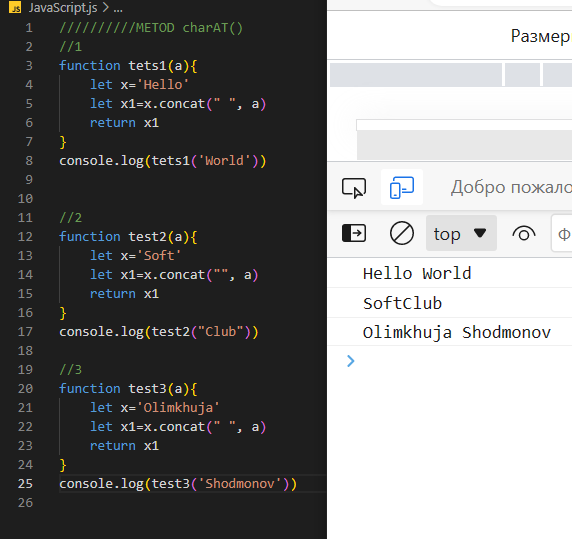 JS JavaScript.js > ...
1 //////////METOD charAT()
2 //1
3 function tets1(a){
4 let x='Hello'
5 let x1=x.concat(" ", a)
6 return x1
7 }
8 console.log(tets1('World'))
9
10
11 //2
12 function test2(a){
13 let x='Soft'
14 let x1=x.concat("", a)
15 return x1
16 }
17 console.log(test2("Club"))
18
19 //3
20 function test3(a){
21 let x='Olimkhuja'
22 let x1=x.concat(" ", a)
23 return x1
24 }
25 console.log(test3('Shodmonov'))
26
Размер
Добро пожало
top Ф
Hello World
SoftClub
Olimkhuja Shodmonov
>